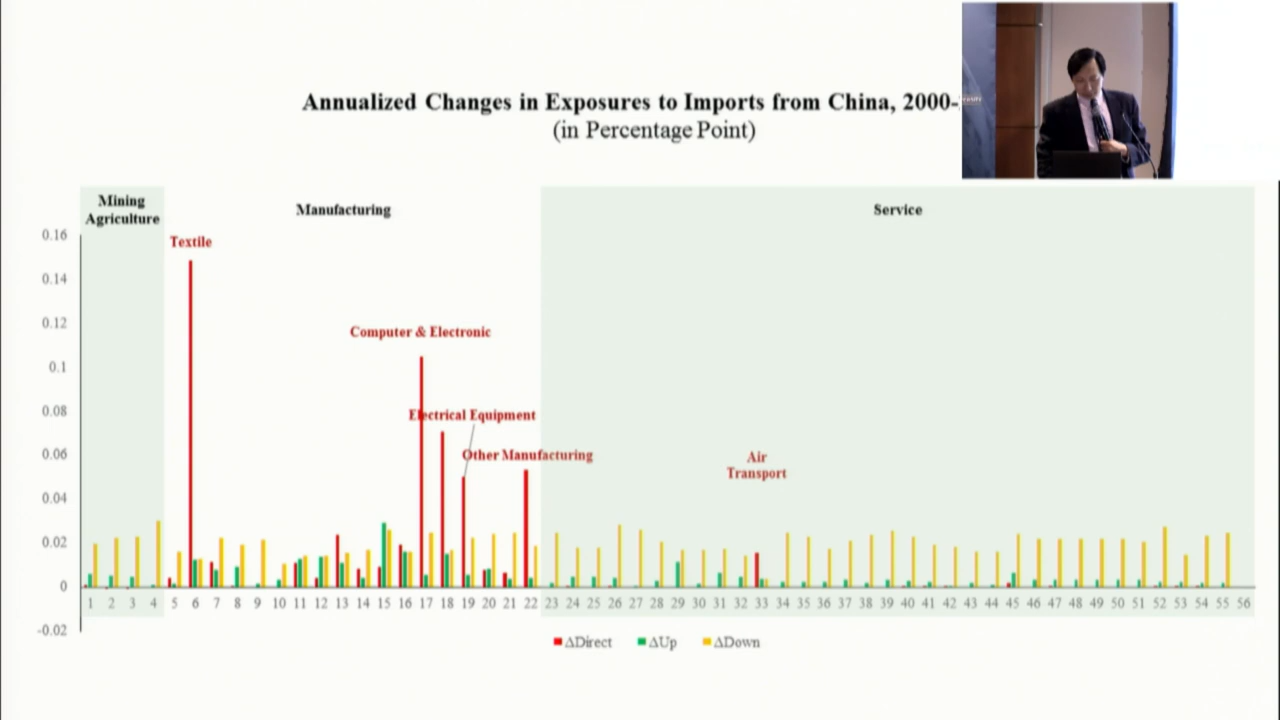 Annualized Changes in Exposures to Imports from China, 2000-
(in Percentage Point)
Mining
Agriculture
Manufacturing
Service
0.16
Textile
0.14
0.12
Computer & Electronic
0.1
0.08
Electrical Equipment
0.06
Other Manufacturing
Air
Transport
0.04
0.02
0
1 2 3 4 5 6 7 8 9 10 11 12 13 14 15 16 17 18 19 20 21 22 23 24 25 26 27 28 29 30 31 32 33 34 35 36 37 38 39 40 41 42 43 44 45 46 47 48 49 50 51 52 53 54 55 56
-0.02
ΔDirect ΔUp ΔDown